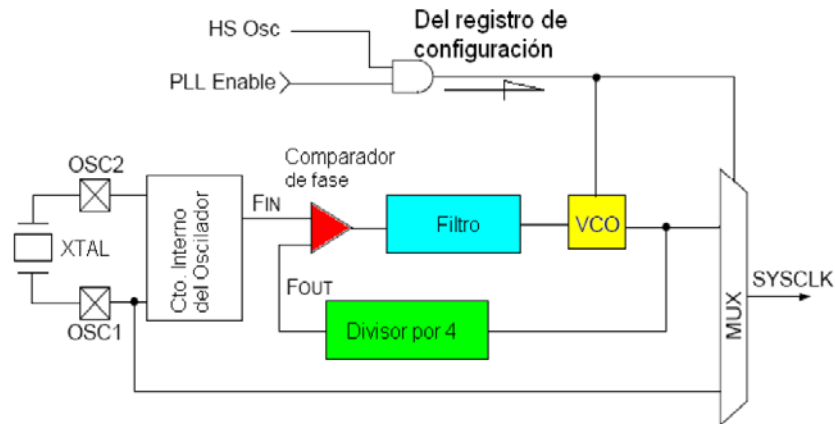 HS Osc
Del registro de
configuración
PLL Enable
OSC2
Comparador
de fase
Cto. Interno
del Oscilador
FIN
Filtro
VCO
XTAL
SYSCLK
FOUT
MUX
OSC1
Divisor por 4